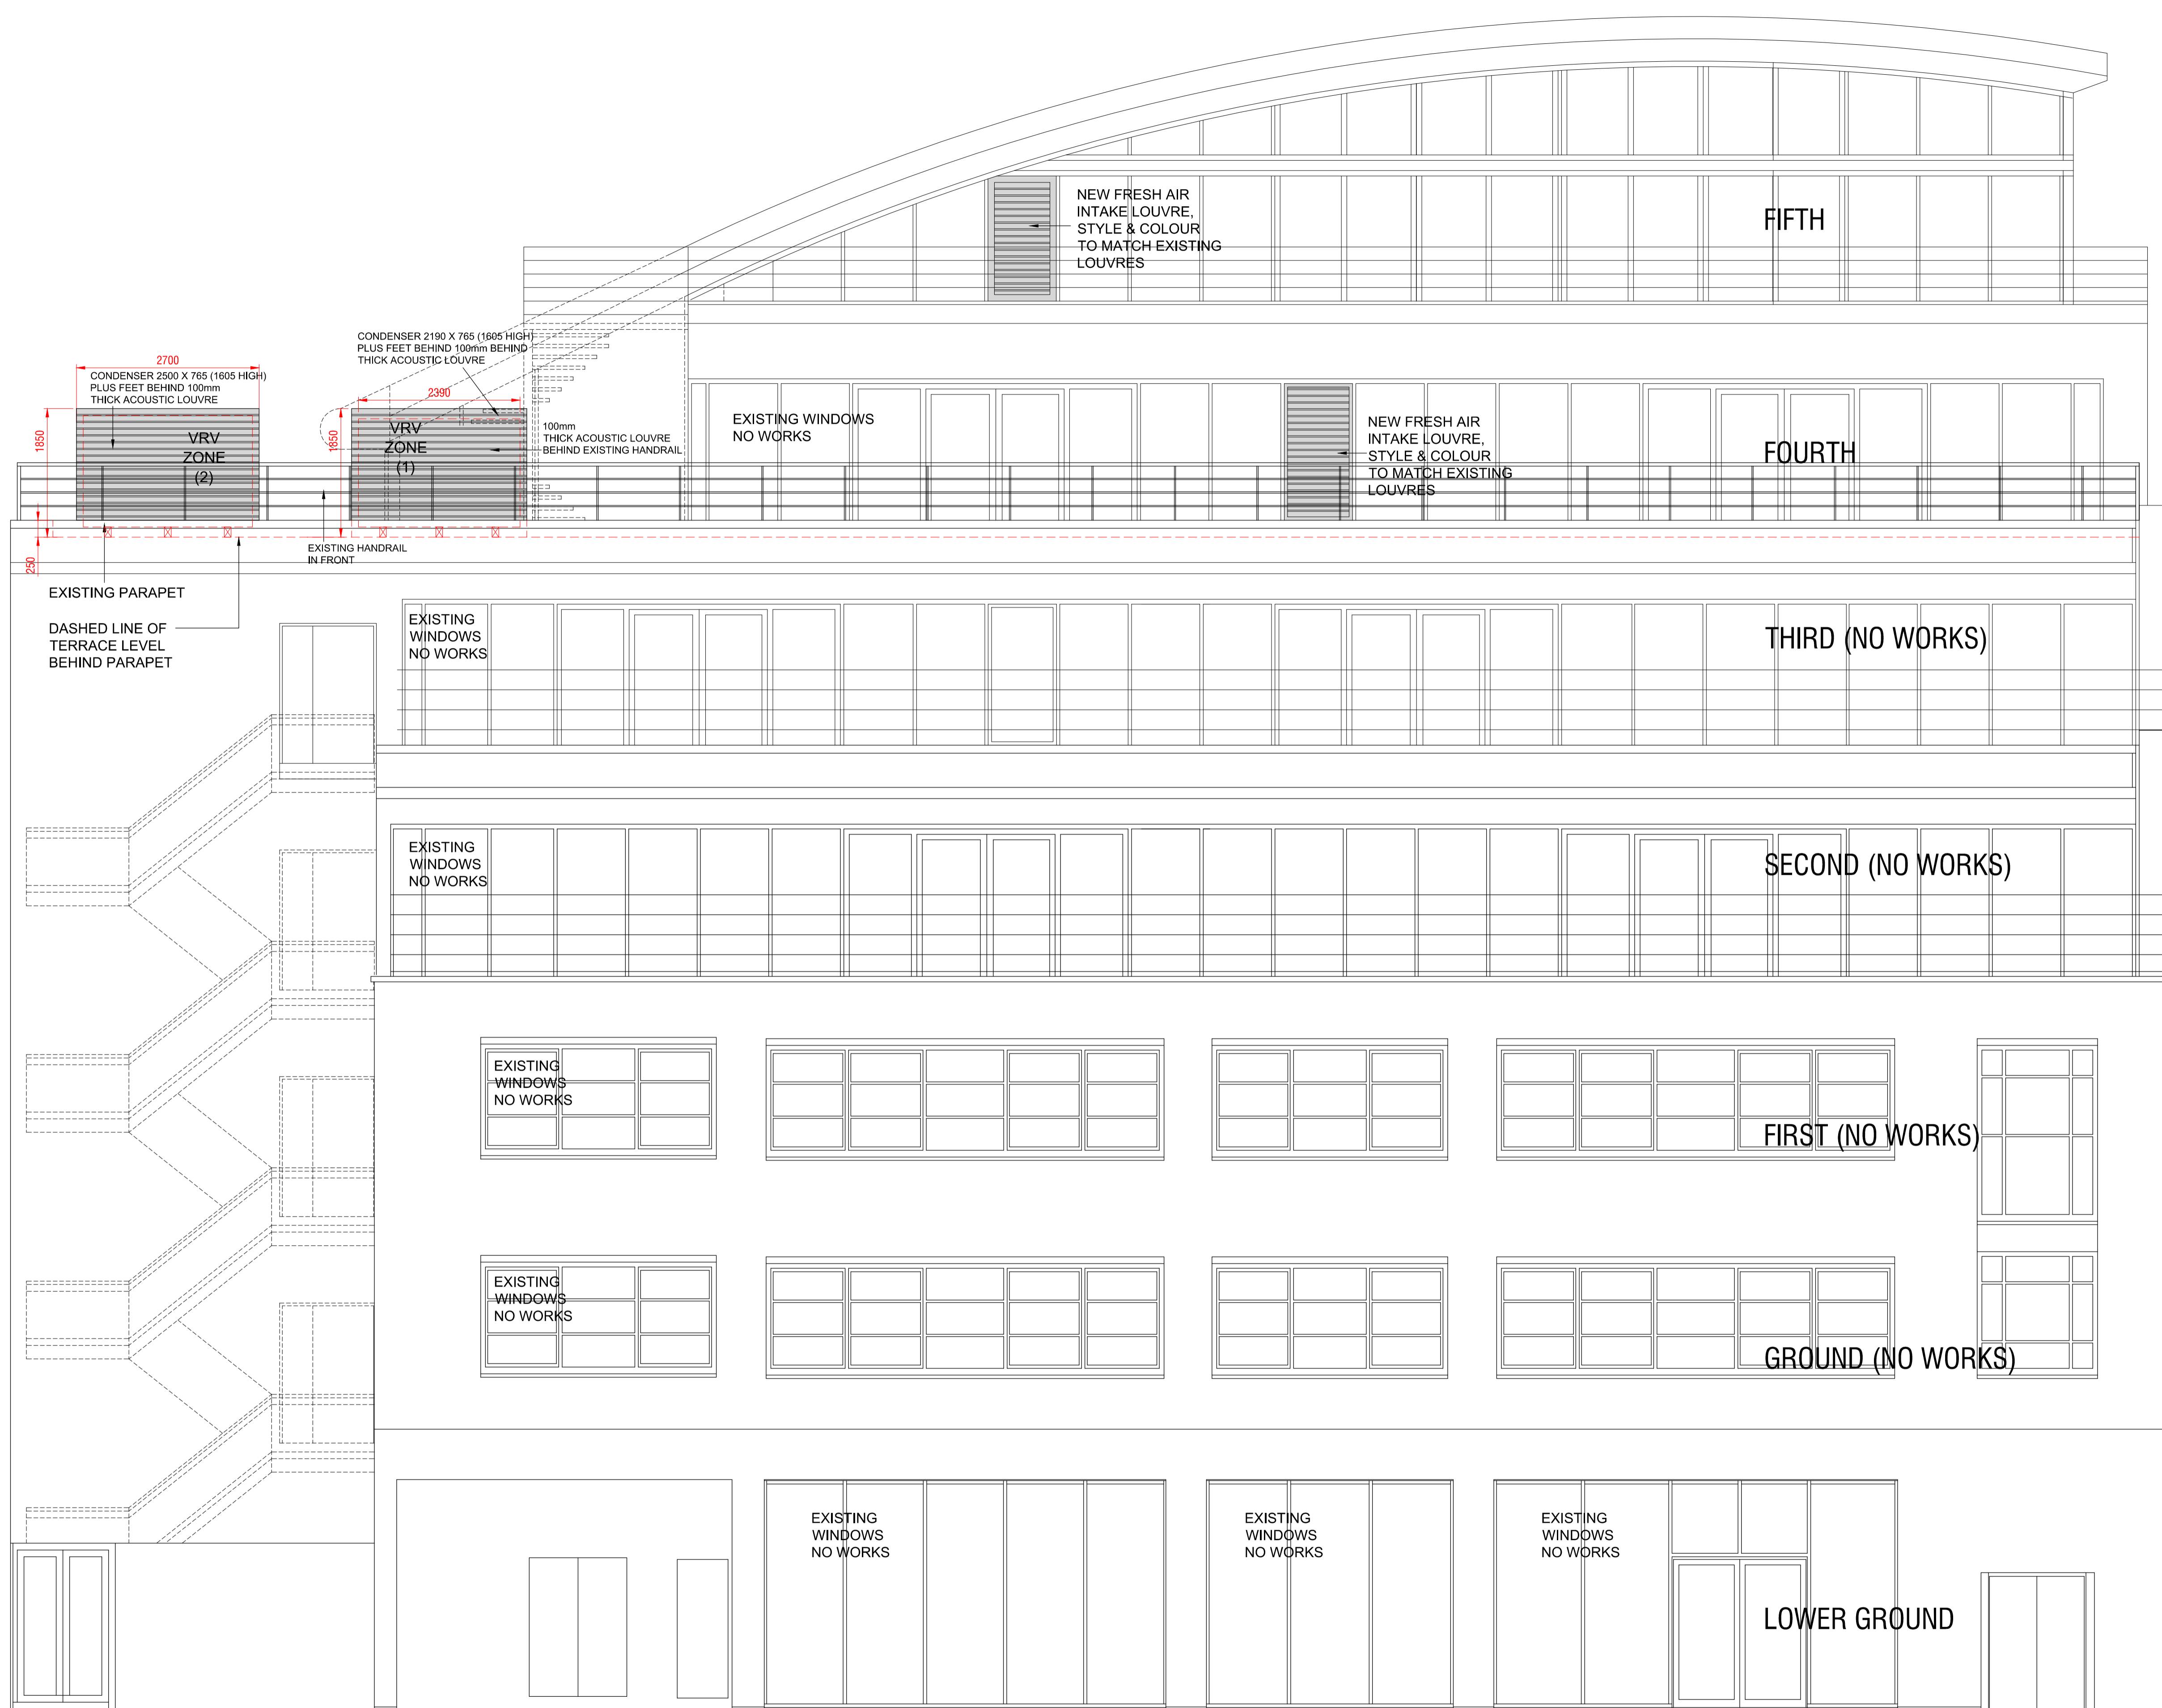 NEW FRESH AIR
INTAKE LOUVRE,
STYLE & COLOUR
TO MATCH EXISTING
LOUVRES
FIFTH
CONDENSER 2190 X 765 (1605 HIGH)
PLUS FEET BEHIND 100mm BEHIND
THICK ACOUSTIC LOUVRE
2700
CONDENSER 2500 X 765 (1605 HIGH)
PLUS FEET BEHIND 100mm
THICK ACOUSTIC LOUVRE
2390
1850
VRV
ZONE
(2)
1850
VRV
ZONE
(1)
100mm
THICK ACOUSTIC LOUVRE
BEHIND EXISTING HANDRAIL
EXISTING WINDOWS
NO WORKS
NEW FRESH AIR
INTAKE LOUVRE,
STYLE & COLOUR
TO MATCH EXISTING
LOUVRES
FOURTH
250
EXISTING HANDRAIL
IN FRONT
EXISTING PARAPET
DASHED LINE OF
TERRACE LEVEL
BEHIND PARAPET
EXISTING
WINDOWS
NO WORKS
THIRD (NO WORKS)
EXISTING
WINDOWS
NO WORKS
SECOND (NO WORKS)
EXISTING
WINDOWS
NO WORKS
FIRST (NO WORKS)
EXISTING
WINDOWS
NO WORKS
GROUND (NO WORKS)
EXISTING
WINDOWS
NO WORKS
EXISTING
WINDOWS
NO WORKS
EXISTING
WINDOWS
NO WORKS
LOWER GROUND